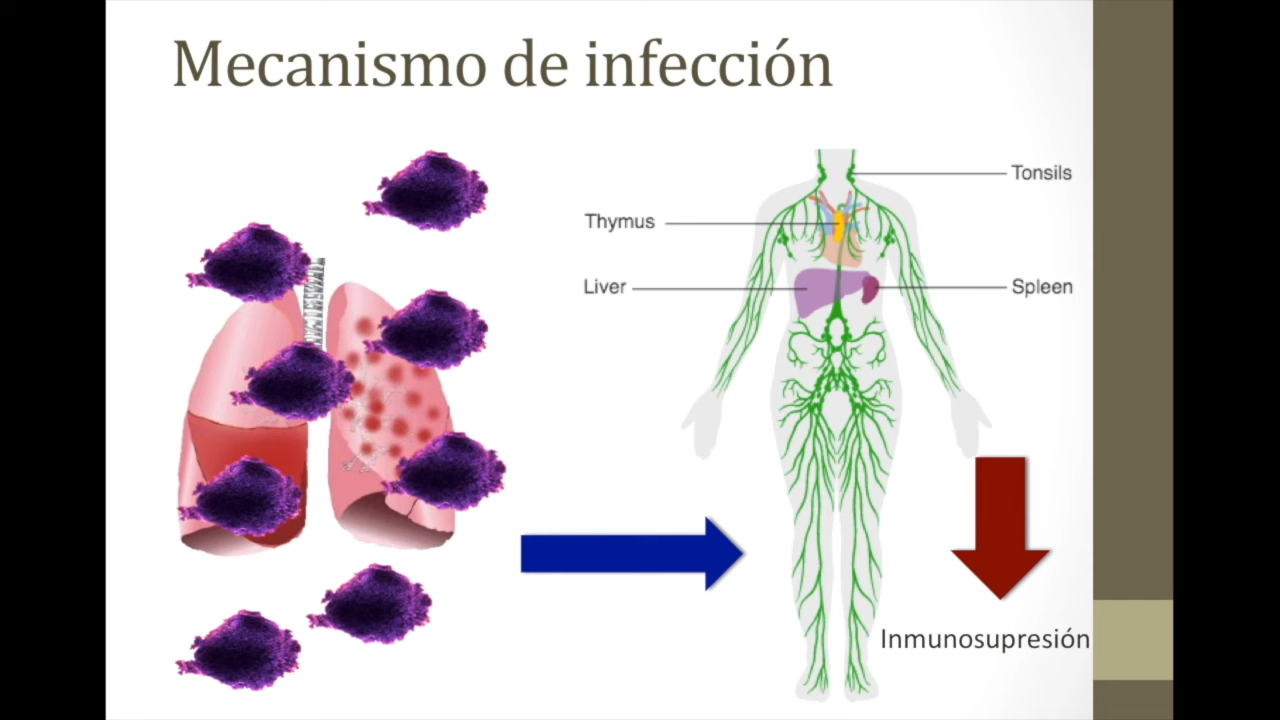 Mecanismo de infección
Tonsils
Thymus
Liver
Spleen
Inmunosupresión